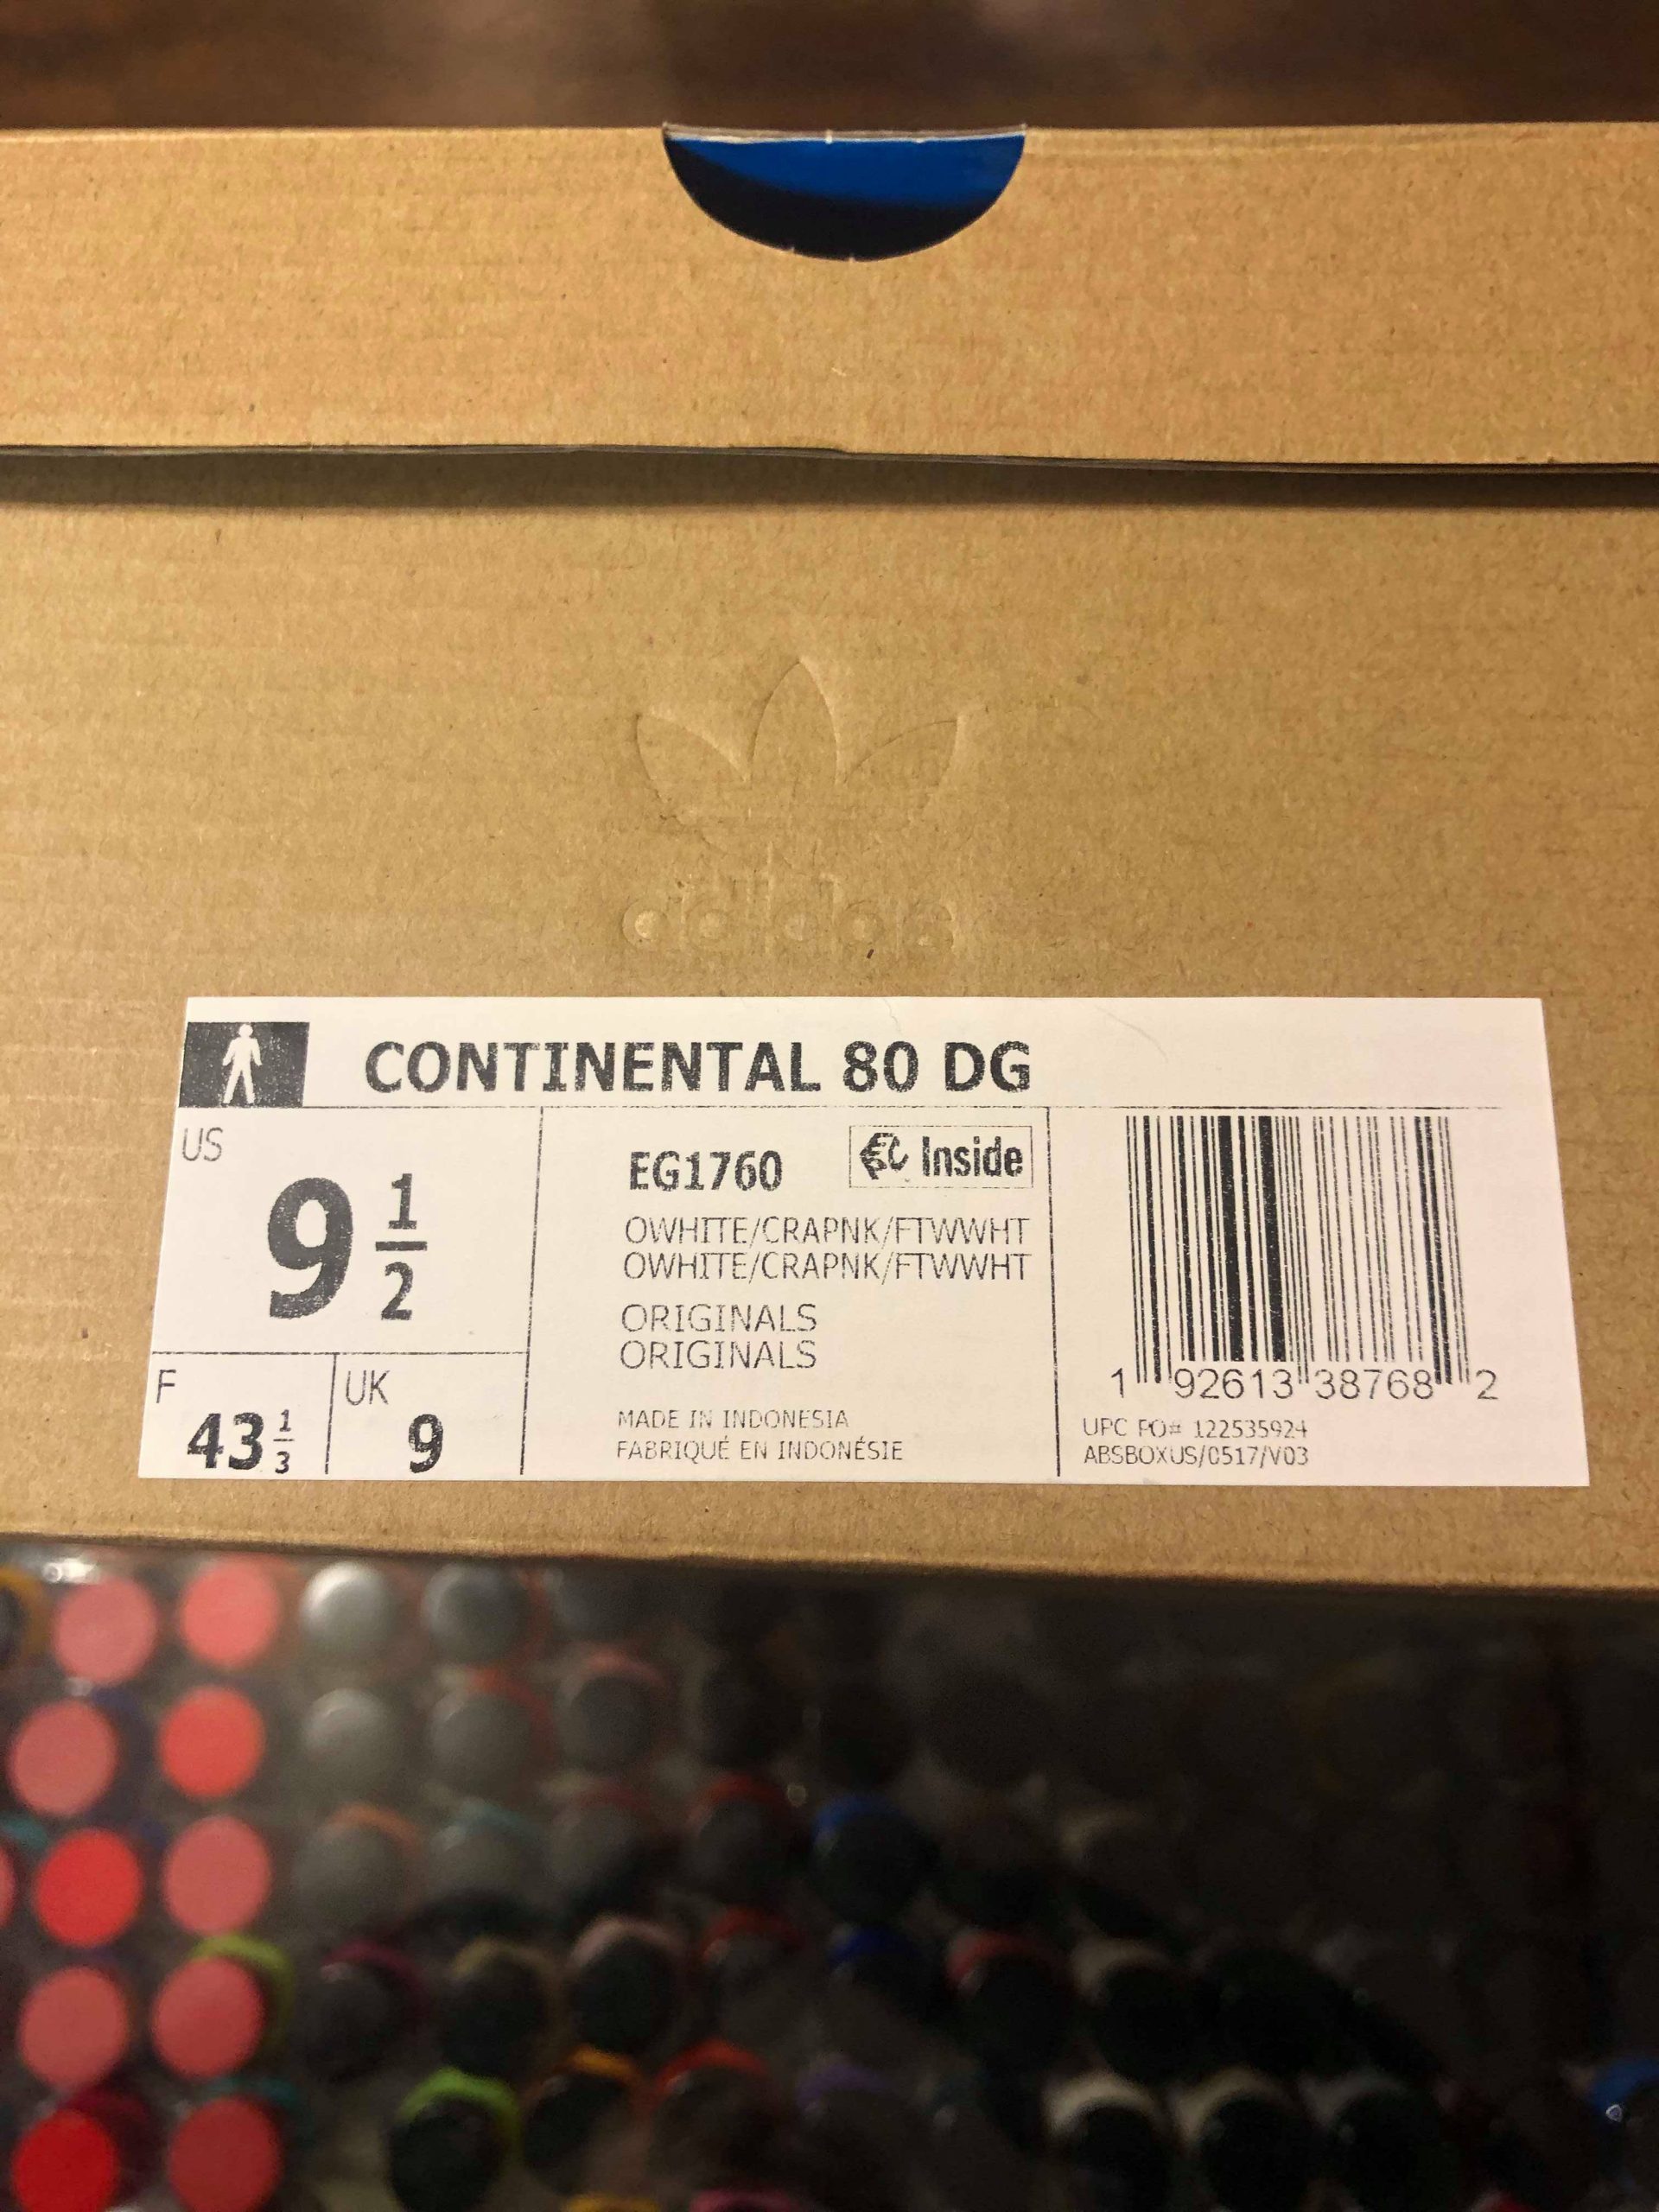 adidas
CONTINENTAL 80 DG
US
9 1/2
F
43 1/3
UK
9
EG1760
Inside
OWHITE/CRAPNK/FTWWHT
OWHITE/CRAPNK/FTWWHT
ORIGINALS
ORIGINALS
MADE IN INDONESIA
FABRIQUÉ EN INDONÉSIE
1 92613 38768 2
UPC PO# 122535924
ABSBOXUS/0517/V03